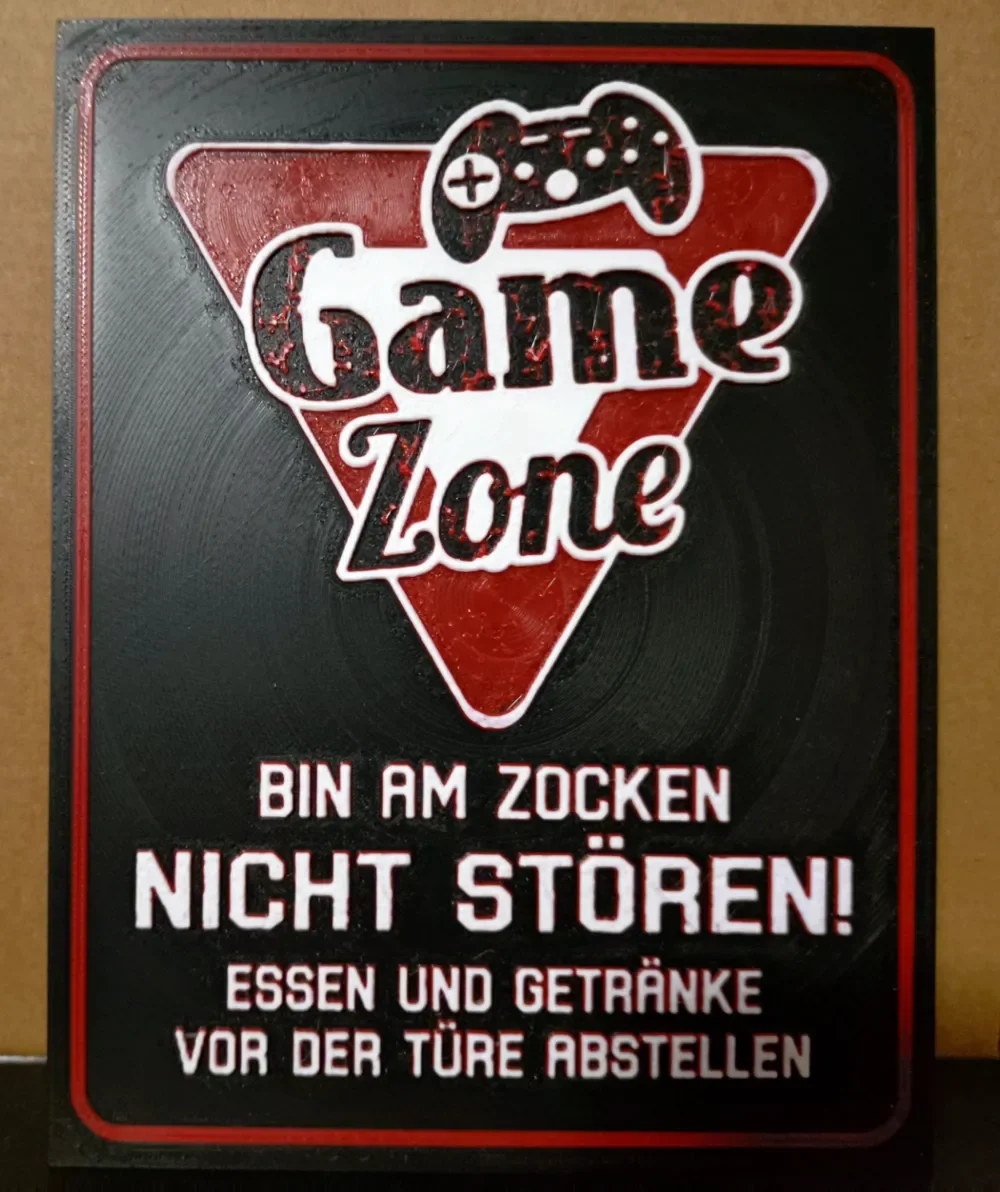 Game
Zone
BIN AM ZOCKEN
NICHT STÖREN!
ESSEN UND GETRÄNKE
VOR DER TÜRE ABSTELLEN